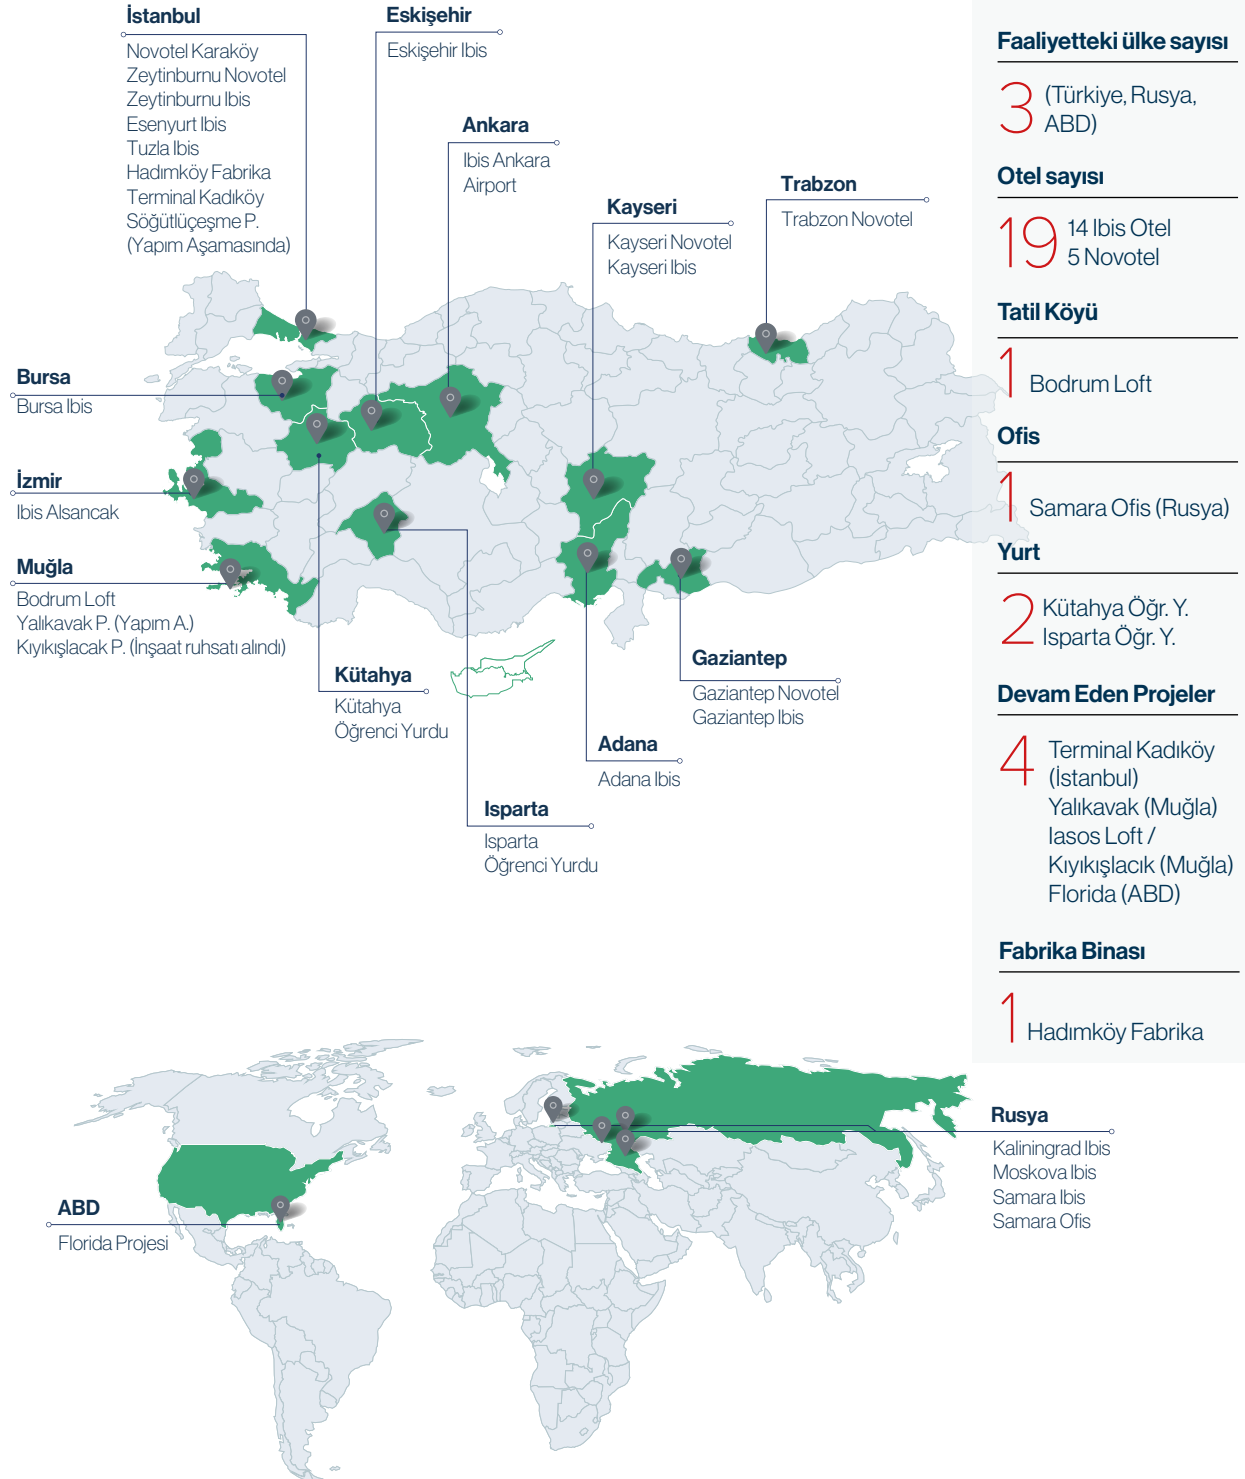 İstanbul
Novotel Karaköy
Zeytinburnu Novotel
Zeytinburnu Ibis
Esenyurt Ibis
Tuzla Ibis
Hadımköy Fabrika
Terminal Kadıköy
Söğütlüçeşme P.
(Yapım Aşamasında)
Eskişehir
Eskişehir Ibis
Ankara
Ibis Ankara
Airport
Kayseri
Kayseri Novotel
Kayseri Ibis
Trabzon
Trabzon Novotel
Bursa
Bursa Ibis
İzmir
Ibis Alsancak
Muğla
Bodrum Loft
Yalıkavak P. (Yapım A.)
Kıyıkışlacak P. (İnşaat ruhsatı alındı)
Kütahya
Kütahya
Öğrenci Yurdu
Isparta
Isparta
Öğrenci Yurdu
Adana
Adana Ibis
Gaziantep
Gaziantep Novotel
Gaziantep Ibis
Faaliyetteki ülke sayısı
3 (Türkiye, Rusya,
ABD)
Otel sayısı
19 14 Ibis Otel
5 Novotel
Tatil Köyü
1 Bodrum Loft
Ofis
1 Samara Ofis (Rusya)
Yurt
2 Kütahya Öğr. Y.
Isparta Öğr. Y.
Devam Eden Projeler
4 Terminal Kadıköy
(İstanbul)
Yalıkavak (Muğla)
Iasos Loft /
Kıyıkışlacık (Muğla)
Florida (ABD)
Fabrika Binası
1 Hadımköy Fabrika
ABD
Florida Projesi
Rusya
Kaliningrad Ibis
Moskova Ibis
Samara Ibis
Samara Ofis